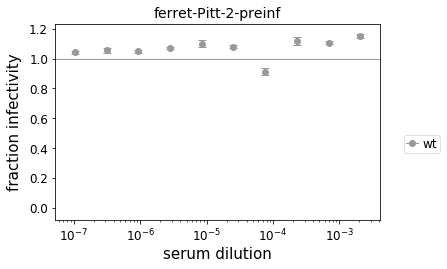 ferret-Pitt-2-preinf
fraction infectivity
1.2
1.0
0.8
0.6
0.4
0.2
0.0
wt
10⁻⁷ 10⁻⁶ 10⁻⁵ 10⁻⁴ 10⁻³
serum dilution